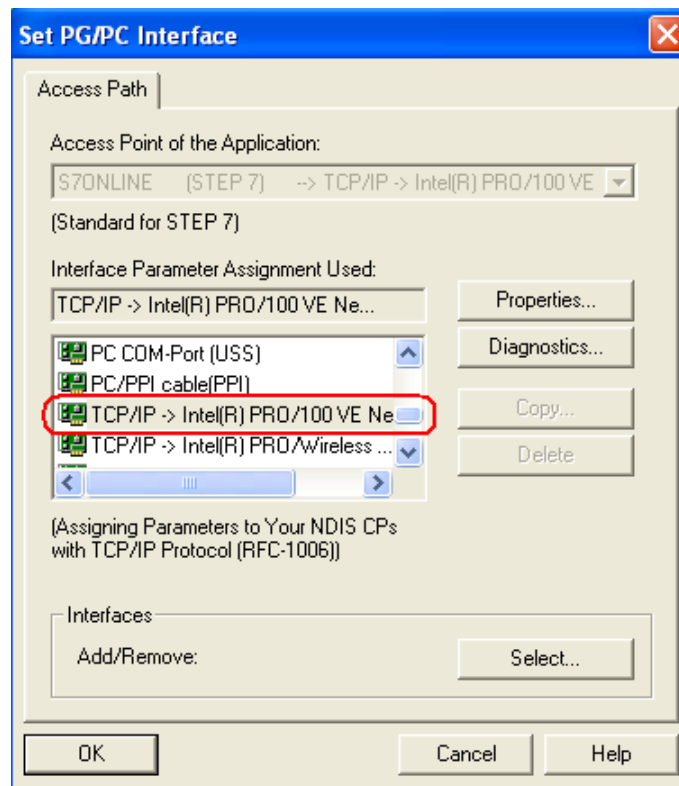 Set PG/PC Interface
Access Path
Access Point of the Application:
S7ONLINE (STEP 7) --> TCP/IP -> Intel(R) PRO/100 VE
(Standard for STEP 7)
Interface Parameter Assignment Used:
TCP/IP -> Intel(R) PRO/100 VE Ne...
Properties...
PC COM-Port (USS)
Diagnostics...
PC/PPI cable(PPI)
TCP/IP -> Intel(R) PRO/100 VE Ne
Copy...
TCP/IP -> Intel(R) PRO/Wireless ...
Delete
(Assigning Parameters to Your NDIS CPs
with TCP/IP Protocol (RFC-1006))
Interfaces
Add/Remove:
Select...
OK
Cancel
Help